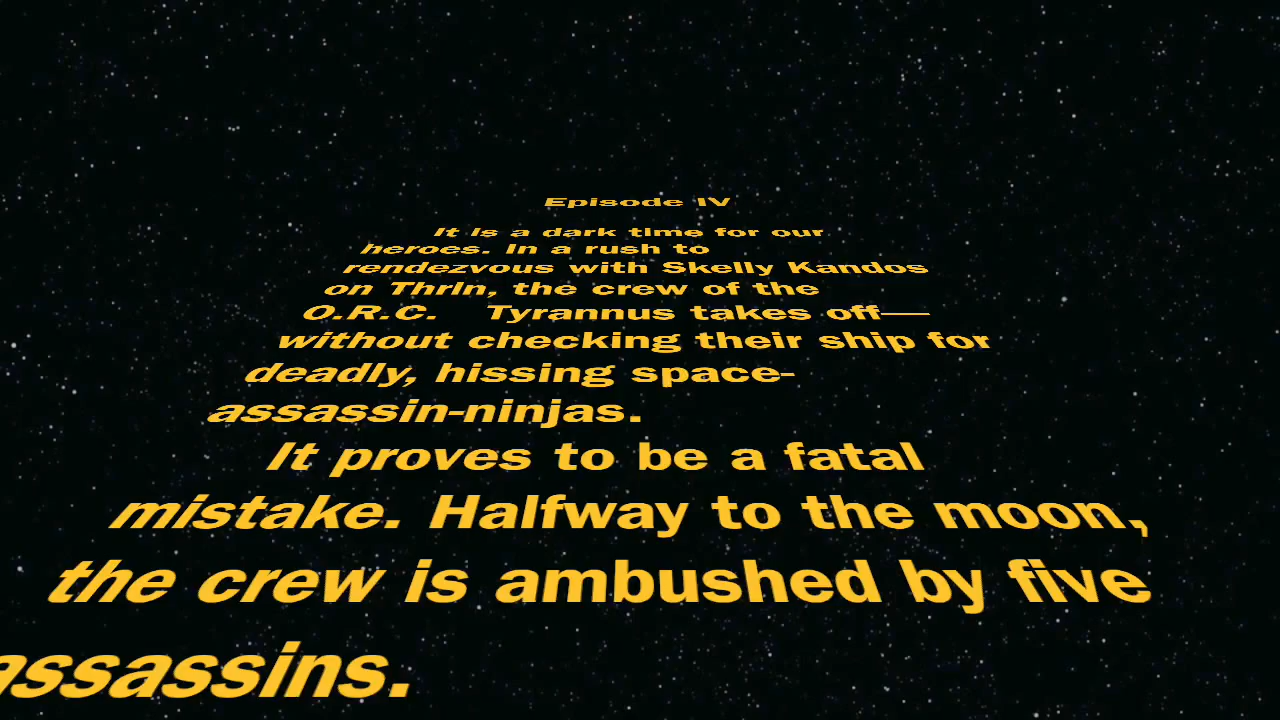 Episode IV
It is a dark time for our
heroes. In a rush to
rendezvous with Skelly Kandos
on Thrin, the crew of the
O.R.C. Tyrannus takes off—
without checking their ship for
deadly, hissing space-
assassin-ninjas.
It proves to be a fatal
mistake. Halfway to the moon,
the crew is ambushed by five
assassins.